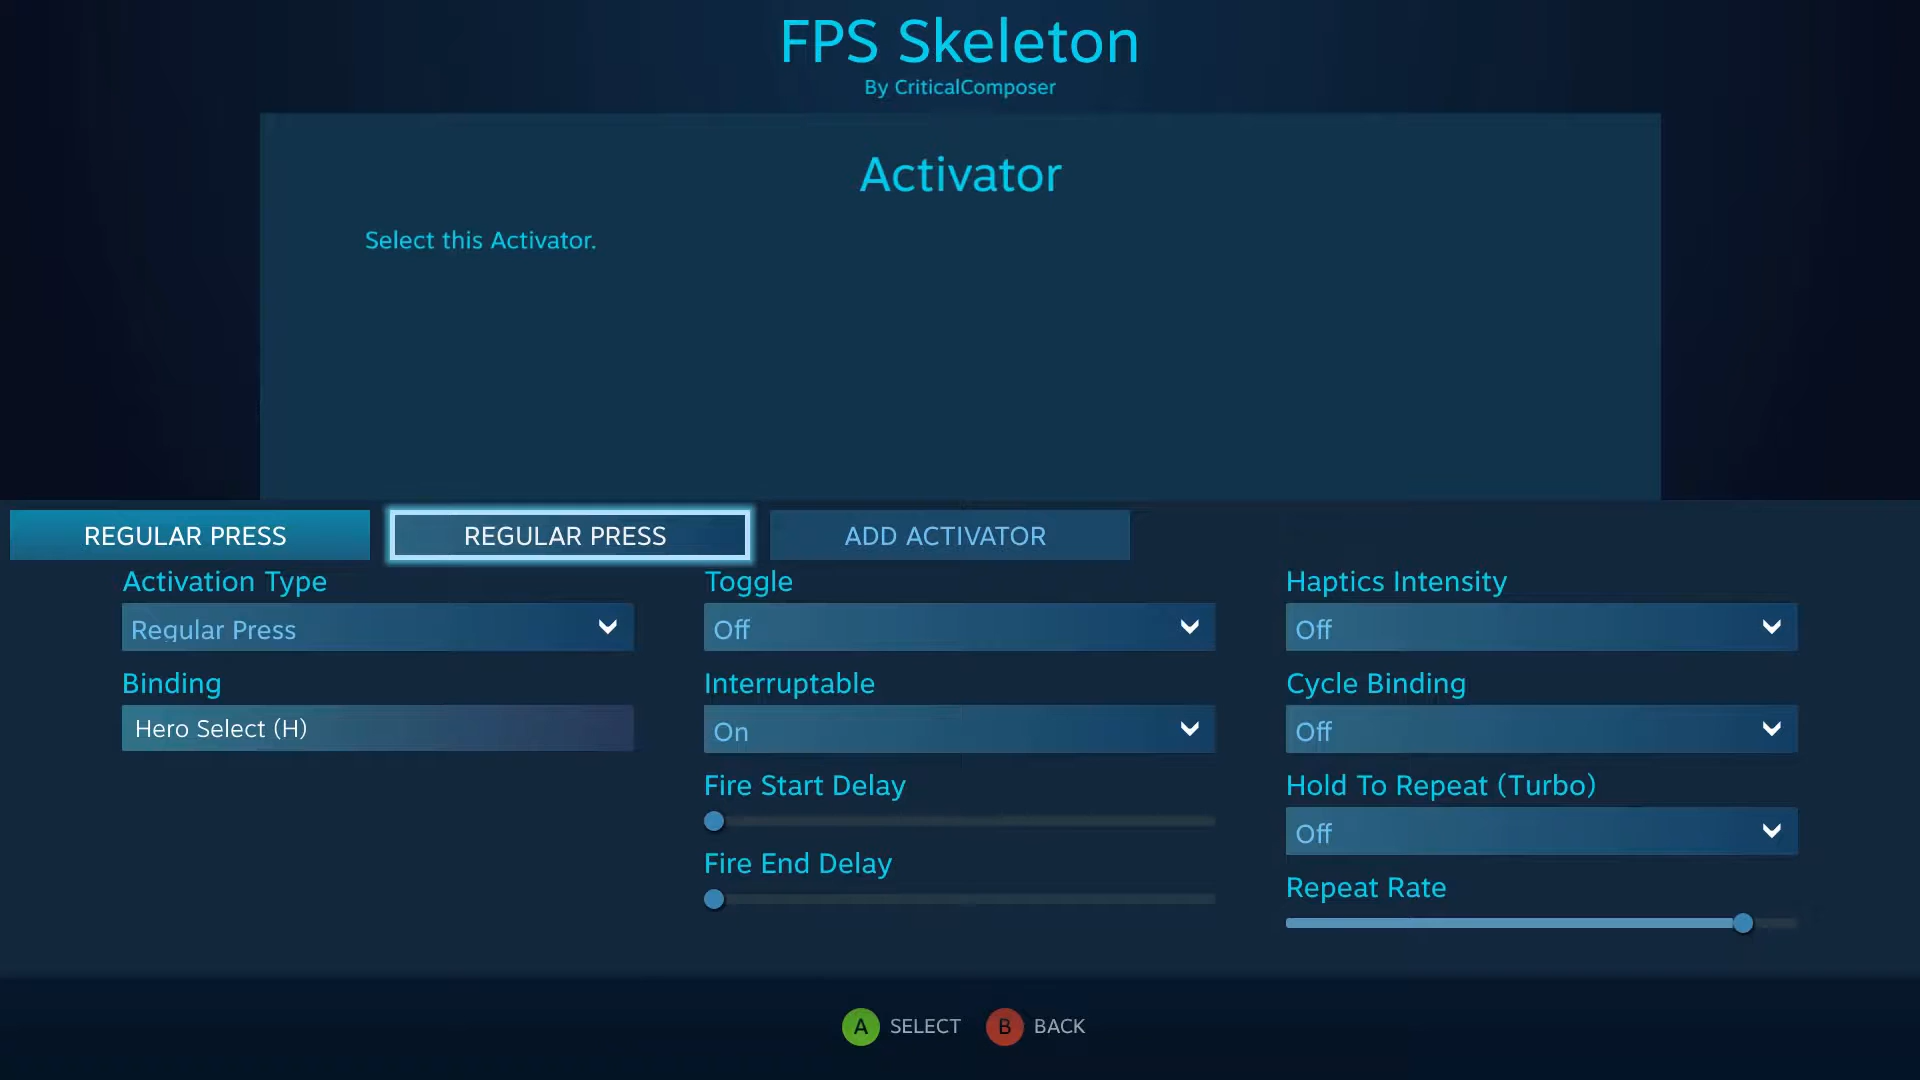 FPS Skeleton
By CriticalComposer
Activator
Select this Activator.
REGULAR PRESS
REGULAR PRESS
ADD ACTIVATOR
Activation Type
Regular Press
Binding
Hero Select (H)
Toggle
Off
Interruptable
On
Fire Start Delay
Fire End Delay
Haptics Intensity
Off
Cycle Binding
Off
Hold To Repeat (Turbo)
Off
Repeat Rate
A SELECT B BACK